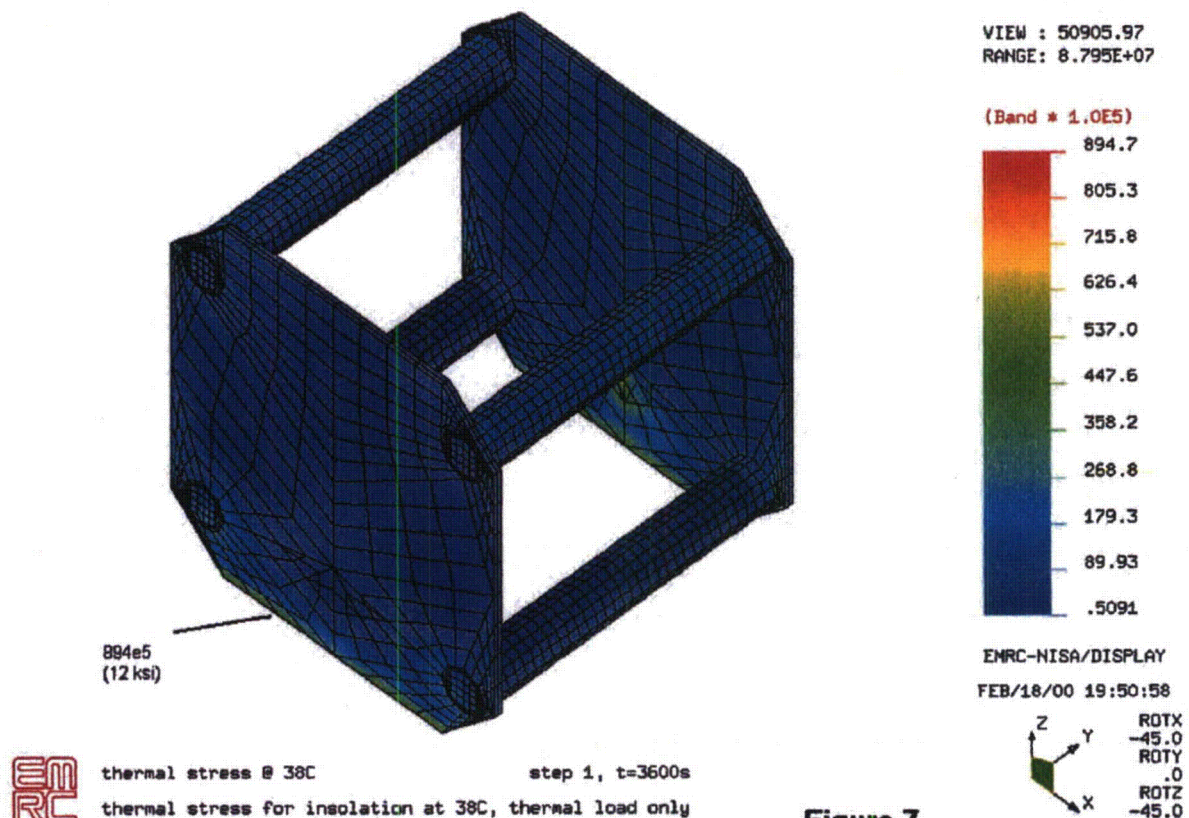 VIEW : 50905.97
RANGE: 8.795E+07
(Band * 1.0E5)
894.7
805.3
715.8
626.4
537.0
447.6
358.2
268.8
179.3
89.93
.5091
894e5
(12 ksi)
EMRC-NISA/DISPLAY
FEB/18/00 19:50:58
Z
Y
X
ROTX
-45.0
ROTY
.0
ROTZ
-45.0
EM
RC
thermal stress @ 38C step 1, t=3600s
thermal stress for insolation at 38C, thermal load only
Figure 7